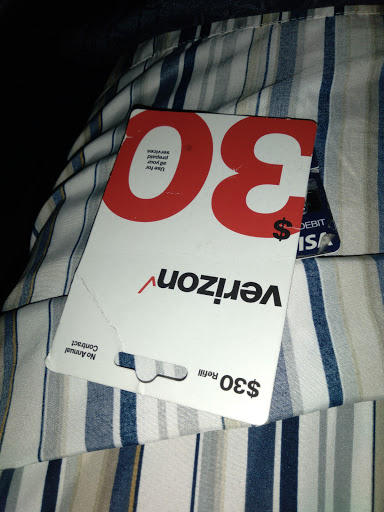 $30 Refill
No Annual
Contract
verizon
$30
Use for
all your
prepaid
services
DEBIT
VISA